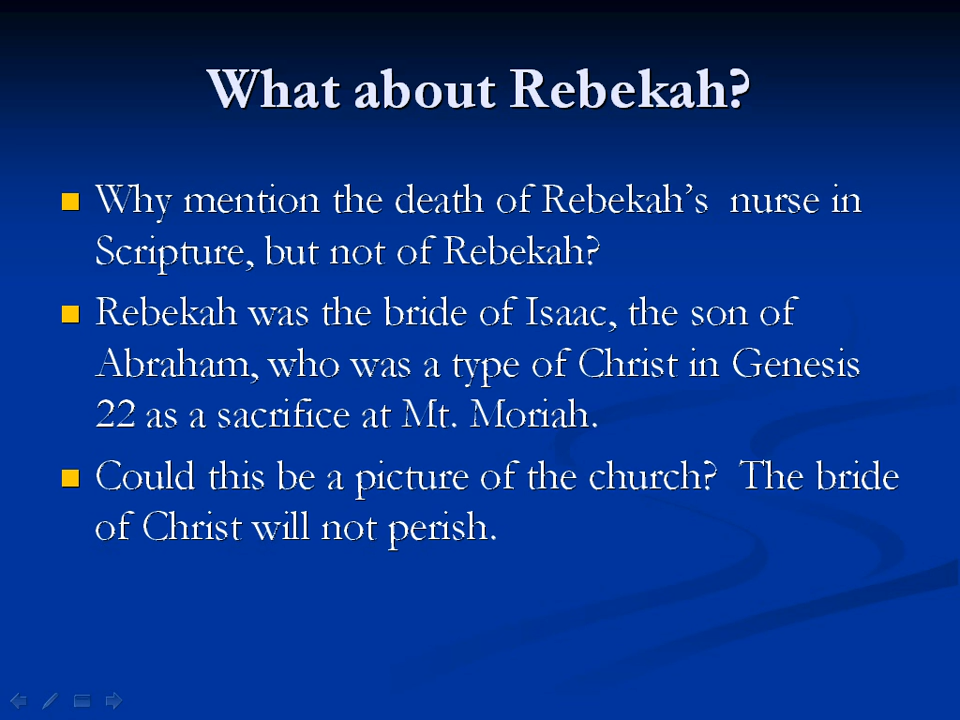 What about Rebekah?
Why mention the death of Rebekah's  nurse in
Scripture, but not of Rebekah?
Rebekah was the bride of Isaac, the son of
Abraham, who was a type of Christ in Genesis
22 as a sacrifice at Mt. Moriah.
Could this be a picture of the church?  The bride
of Christ will not perish.